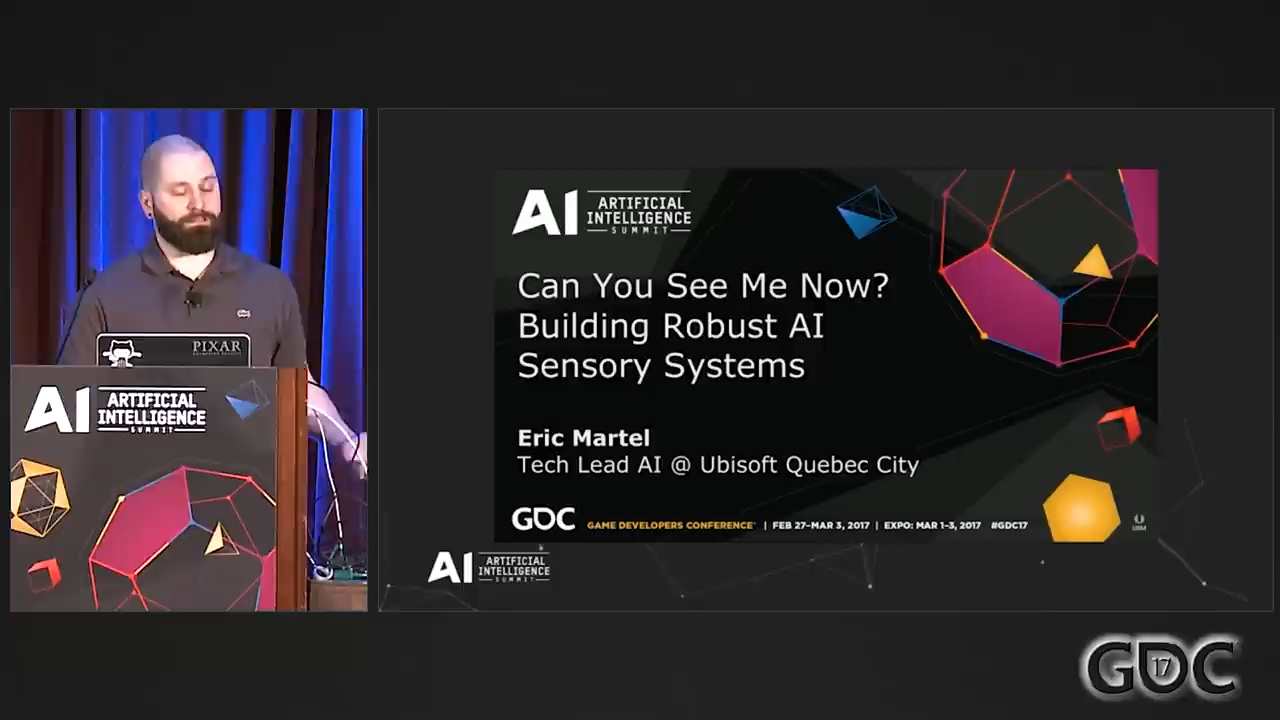 PIXAR
AI ARTIFICIAL
INTELLIGENCE
SUMMIT
AI ARTIFICIAL
INTELLIGENCE
SUMMIT
Can You See Me Now?
Building Robust AI
Sensory Systems
Eric Martel
Tech Lead AI @ Ubisoft Quebec City
GDC GAME DEVELOPERS CONFERENCE | FEB 27–MAR 3, 2017 | EXPO: MAR 1–3, 2017 #GDC17
UBM
AI ARTIFICIAL
INTELLIGENCE
SUMMIT
GDC 17